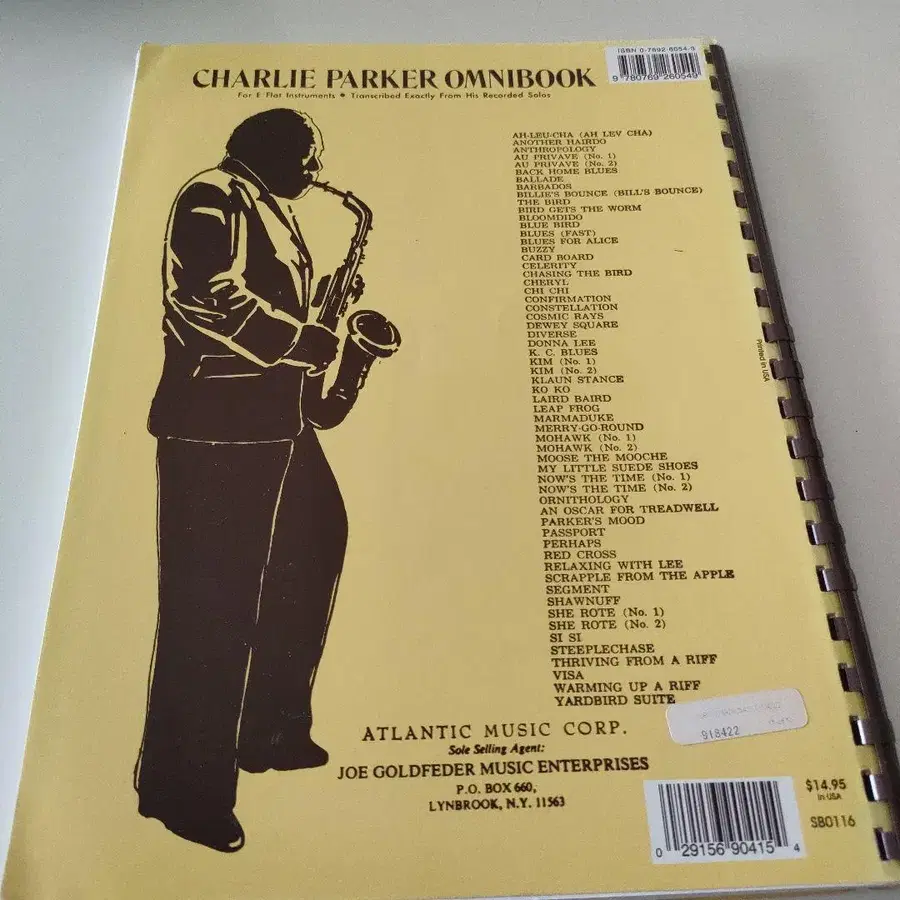 ISBN 0-7692-6054-9
9 780769 260549
CHARLIE PARKER OMNIBOOK
For E Flat Instruments • Transcribed Exactly From His Recorded Solos
AH-LEU-CHA (AH LEV CHA)
ANOTHER HAIRDO
ANTHROPOLOGY
AU PRIVAVE (No. 1)
AU PRIVAVE (No. 2)
BACK HOME BLUES
BALLADE
BARBADOS
BILLIE'S BOUNCE (BILL'S BOUNCE)
THE BIRD
BIRD GETS THE WORM
BLOOMDIDO
BLUE BIRD
BLUES (FAST)
BLUES FOR ALICE
BUZZY
CARD BOARD
CELERITY
CHASING THE BIRD
CHERYL
CHI CHI
CONFIRMATION
CONSTELLATION
COSMIC RAYS
DEWEY SQUARE
DIVERSE
DONNA LEE
K. C. BLUES
KIM (No. 1)
KIM (No. 2)
KLAUN STANCE
KO KO
LAIRD BAIRD
LEAP FROG
MARMADUKE
MERRY-GO-ROUND
MOHAWK (No. 1)
MOHAWK (No. 2)
MOOSE THE MOOCHE
MY LITTLE SUEDE SHOES
NOW'S THE TIME (No. 1)
NOW'S THE TIME (No. 2)
ORNITHOLOGY
AN OSCAR FOR TREADWELL
PARKER'S MOOD
PASSPORT
PERHAPS
RED CROSS
RELAXING WITH LEE
SCRAPPLE FROM THE APPLE
SEGMENT
SHAWNUFF
SHE ROTE (No. 1)
SHE ROTE (No. 2)
SI SI
STEEPLECHASE
THRIVING FROM A RIFF
VISA
WARMING UP A RIFF
YARDBIRD SUITE
Printed in USA
918422
ATLANTIC MUSIC CORP.
Sole Selling Agent:
JOE GOLDFEDER MUSIC ENTERPRISES
P.O. BOX 660,
LYNBROOK, N.Y. 11563
$14.95
in USA
SB0116
0 29156 90415 4